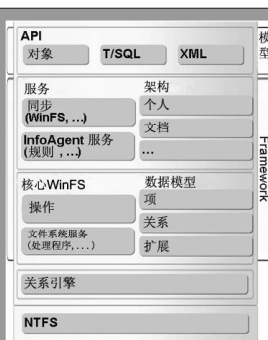 API
对象
T/SQL
XML
模型
服务
架构
同步
(WinFS, ...)
个人
文档
InfoAgent 服务
(规则 , ...)
...
Framework
核心WinFS
数据模型
操作
项
关系
文件系统服务
(处理程序, . . . )
扩展
关系引擎
NTFS